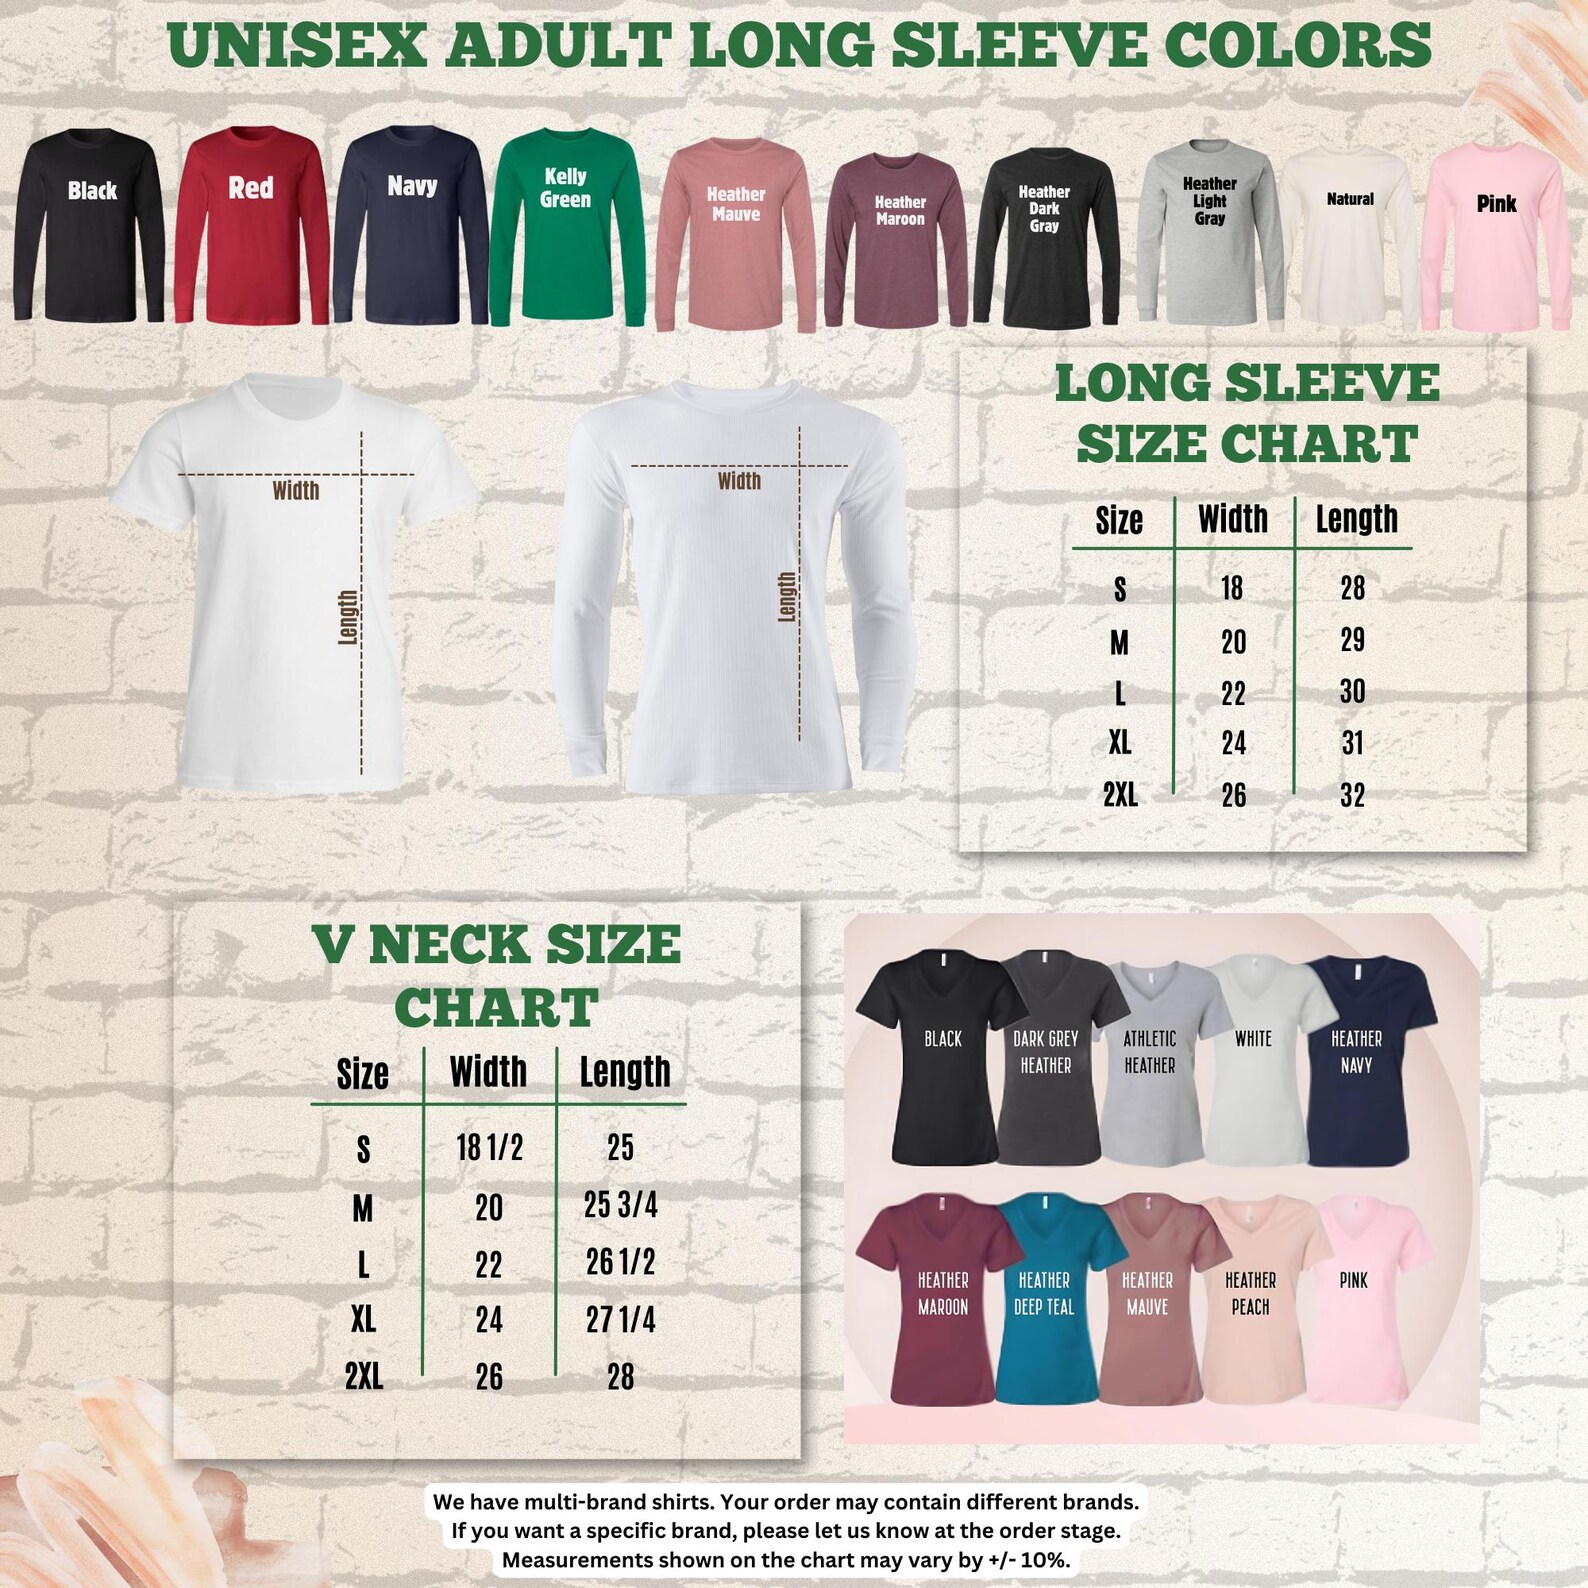 UNISEX ADULT LONG SLEEVE COLORS
Black
Red
Navy
Kelly
Green
Heather
Mauve
Heather
Maroon
Heather
Dark
Gray
Heather
Light
Gray
Natural
Pink
Width
Length
Width
Length
LONG SLEEVE
SIZE CHART
Size Width Length
S 18 28
M 20 29
L 22 30
XL 24 31
2XL 26 32
V NECK SIZE
CHART
Size Width Length
S 18 1/2 25
M 20 25 3/4
L 22 26 1/2
XL 24 27 1/4
2XL 26 28
BLACK
DARK GREY
HEATHER
ATHLETIC
HEATHER
WHITE
HEATHER
NAVY
HEATHER
MAROON
HEATHER
DEEP TEAL
HEATHER
MAUVE
HEATHER
PEACH
PINK
We have multi-brand shirts. Your order may contain different brands.
If you want a specific brand, please let us know at the order stage.
Measurements shown on the chart may vary by +/- 10%.